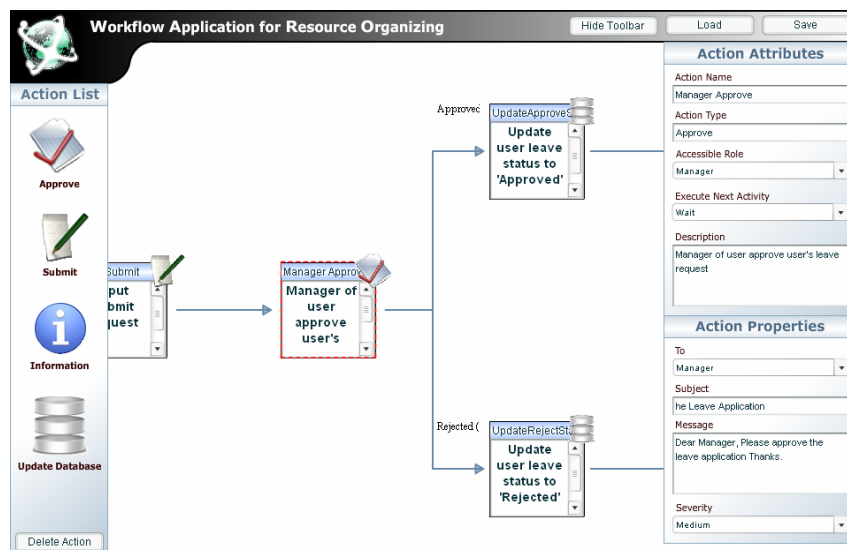 Workflow Application for Resource Organizing
Hide Toolbar
Load
Save
Action List
Approve
Submit
Information
Update Database
Delete Action
Submit
put
bmit
quest
Manager Approv
Manager of
user
approve
user's
Approved
UpdateApproveS
Update
user leave
status to
'Approved'
Rejected (
UpdateRejectSta
Update
user leave
status to
'Rejected'
Action Attributes
Action Name
Manager Approve
Action Type
Approve
Accessible Role
Manager
Execute Next Activity
Wait
Description
Manager of user approve user's leave
request
Action Properties
To
Manager
Subject
he Leave Application
Message
Dear Manager, Please approve the
leave application Thanks.
Severity
Medium